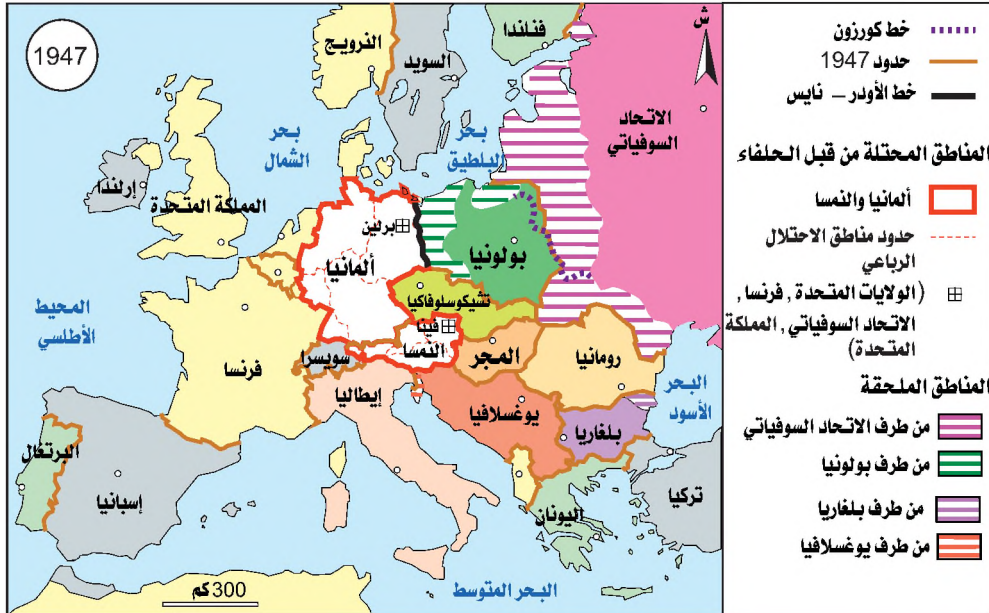 1947
ش
النرويج
فنلندا
السويد
الاتحاد
السوفياتي
بحر
الشمال
بحر
البلطيق
إرلندا
المملكة المتحدة
برلين
ألمانيا
بولونيا
تشيكوسلوفاكيا
فينا
النمسا
المحيط
الأطلسي
فرنسا
سويسرا
المجر
رومانيا
إيطاليا
يوغسلافيا
بلغاريا
البحر
الأسود
البرتغال
إسبانيا
اليونان
تركيا
البحر المتوسط
300 كم
خط كورزون
حدود 1947
خط الأودر – نايس
المناطق المحتلة من قبل الحلفاء
ألمانيا والنمسا
حدود مناطق الاحتلال
الرباعي
(الولايات المتحدة , فرنسا ,
الاتحاد السوفياتي , المملكة
المتحدة)
المناطق الملحقة
من طرف الاتحاد السوفياتي
من طرف بولونيا
من طرف بلغاريا
من طرف يوغسلافيا